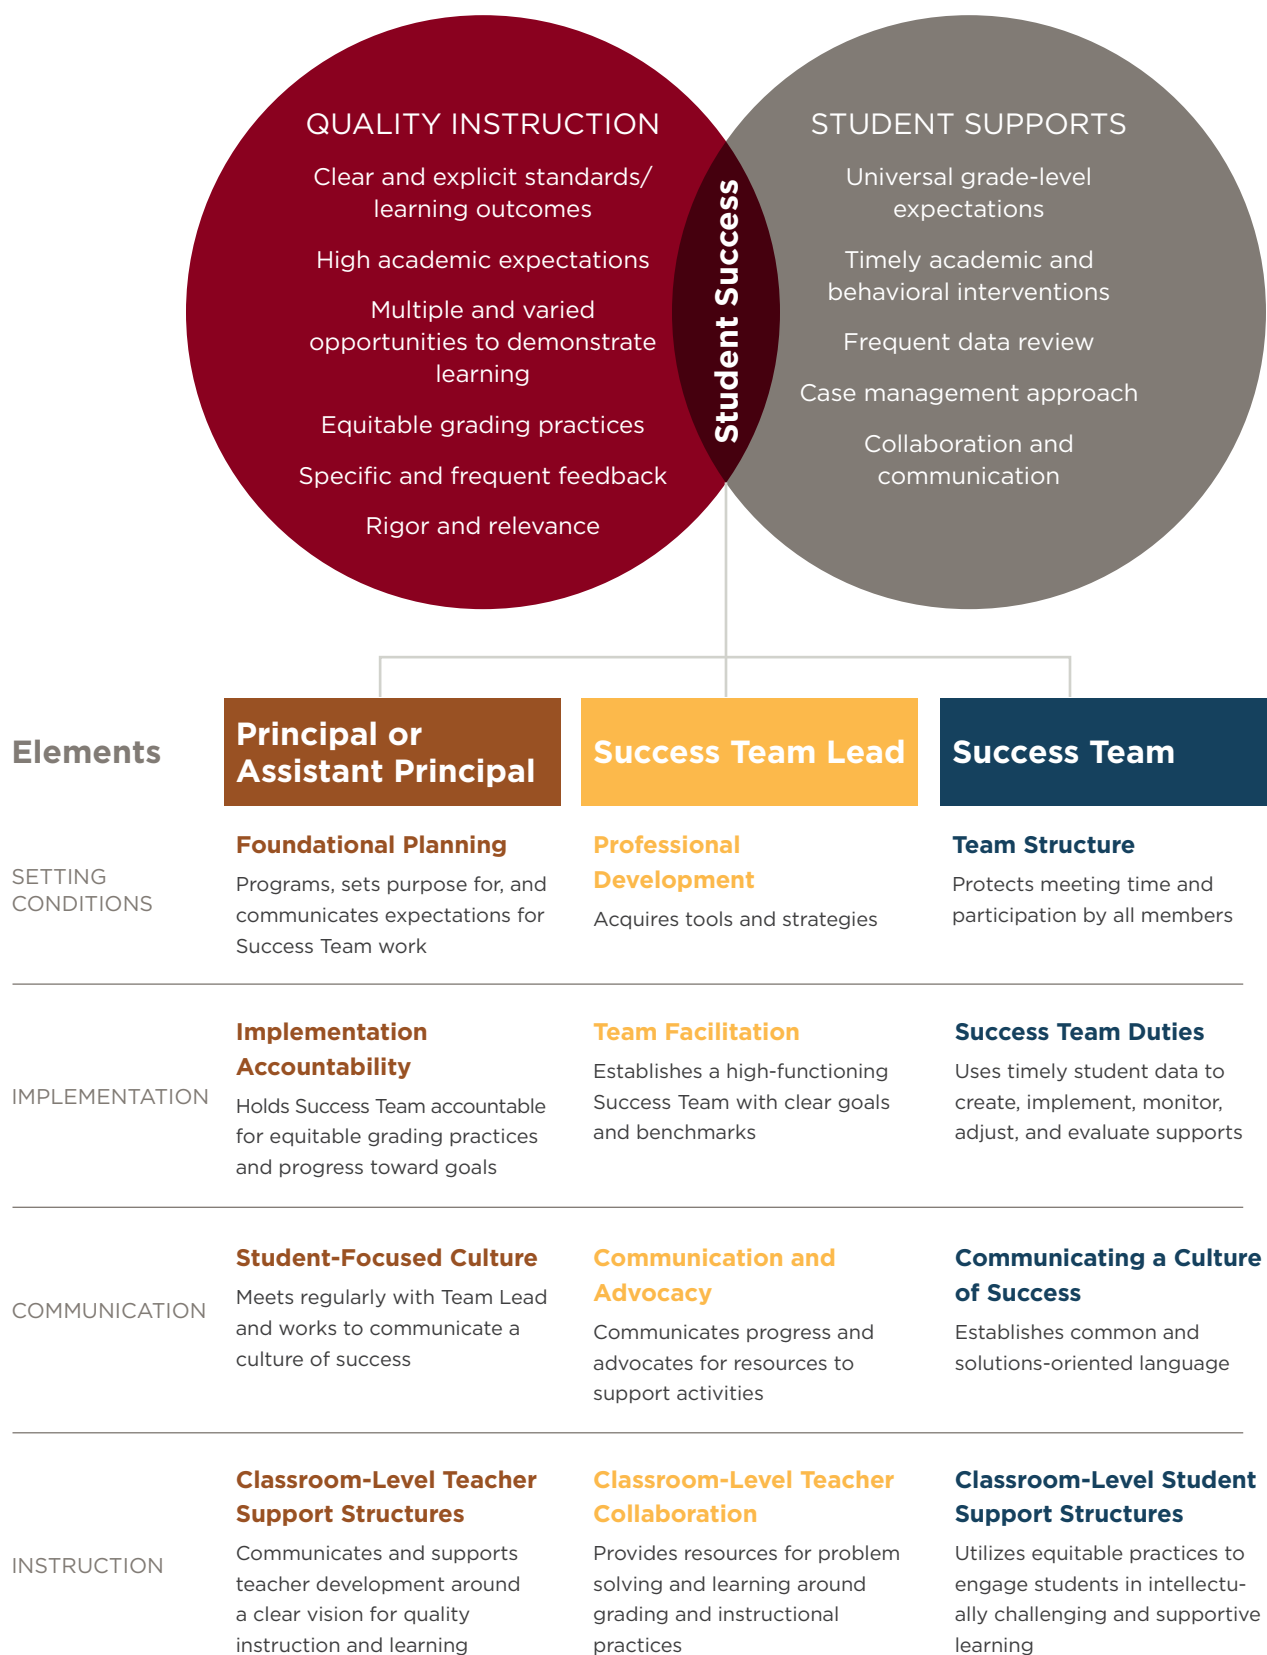 QUALITY INSTRUCTION
Clear and explicit standards/
learning outcomes
High academic expectations
Multiple and varied
opportunities to demonstrate
learning
Equitable grading practices
Specific and frequent feedback
Rigor and relevance
Student Success
STUDENT SUPPORTS
Universal grade-level
expectations
Timely academic and
behavioral interventions
Frequent data review
Case management approach
Collaboration and
communication
Elements
Principal or
Assistant Principal
Success Team Lead
Success Team
SETTING
CONDITIONS
Foundational Planning
Programs, sets purpose for, and
communicates expectations for
Success Team work
Professional
Development
Acquires tools and strategies
Team Structure
Protects meeting time and
participation by all members
IMPLEMENTATION
Implementation
Accountability
Holds Success Team accountable
for equitable grading practices
and progress toward goals
Team Facilitation
Establishes a high-functioning
Success Team with clear goals
and benchmarks
Success Team Duties
Uses timely student data to
create, implement, monitor,
adjust, and evaluate supports
COMMUNICATION
Student-Focused Culture
Meets regularly with Team Lead
and works to communicate a
culture of success
Communication and
Advocacy
Communicates progress and
advocates for resources to
support activities
Communicating a Culture
of Success
Establishes common and
solutions-oriented language
INSTRUCTION
Classroom-Level Teacher
Support Structures
Communicates and supports
teacher development around
a clear vision for quality
instruction and learning
Classroom-Level Teacher
Collaboration
Provides resources for problem
solving and learning around
grading and instructional
practices
Classroom-Level Student
Support Structures
Utilizes equitable practices to
engage students in intellectu-
ally challenging and supportive
learning